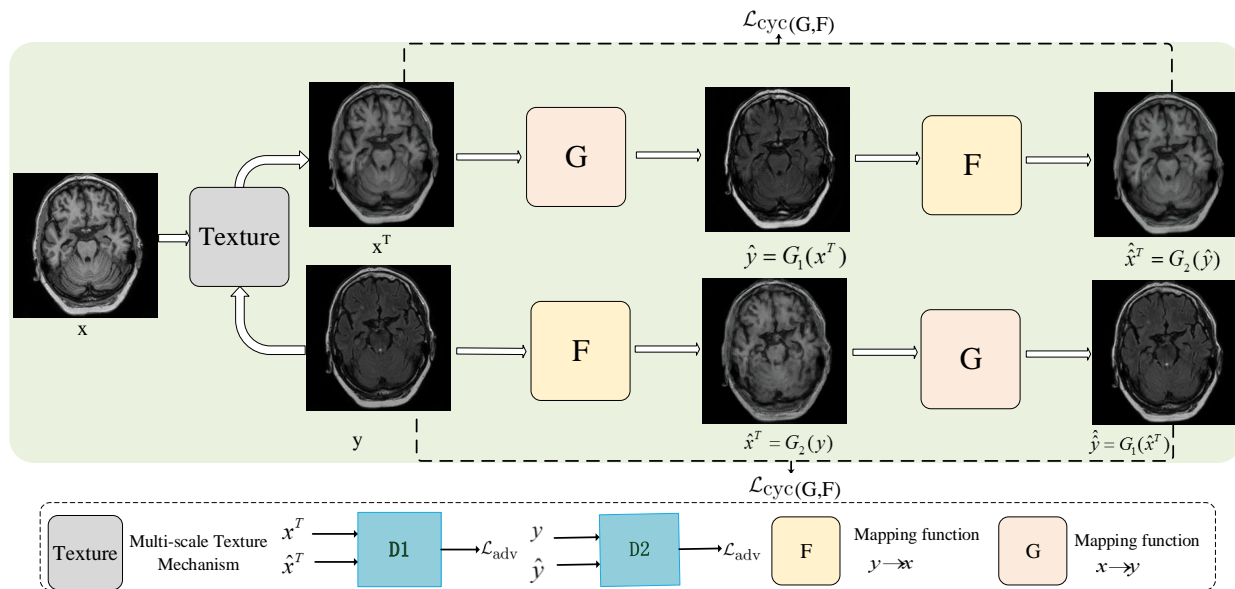 ℒcyc(G,F)
G
F
Texture
x^T
ŷ = G₁(x^T)
x̂̂^T = G₂(ŷ)
x
F
G
y
x̂^T = G₂(y)
ŷ̂ = G₁(x̂^T)
ℒcyc(G,F)
Texture
Multi-scale Texture
Mechanism
x^T
x̂^T
D1
ℒadv
y
ŷ
D2
ℒadv
F
Mapping function
y→x
G
Mapping function
x→y